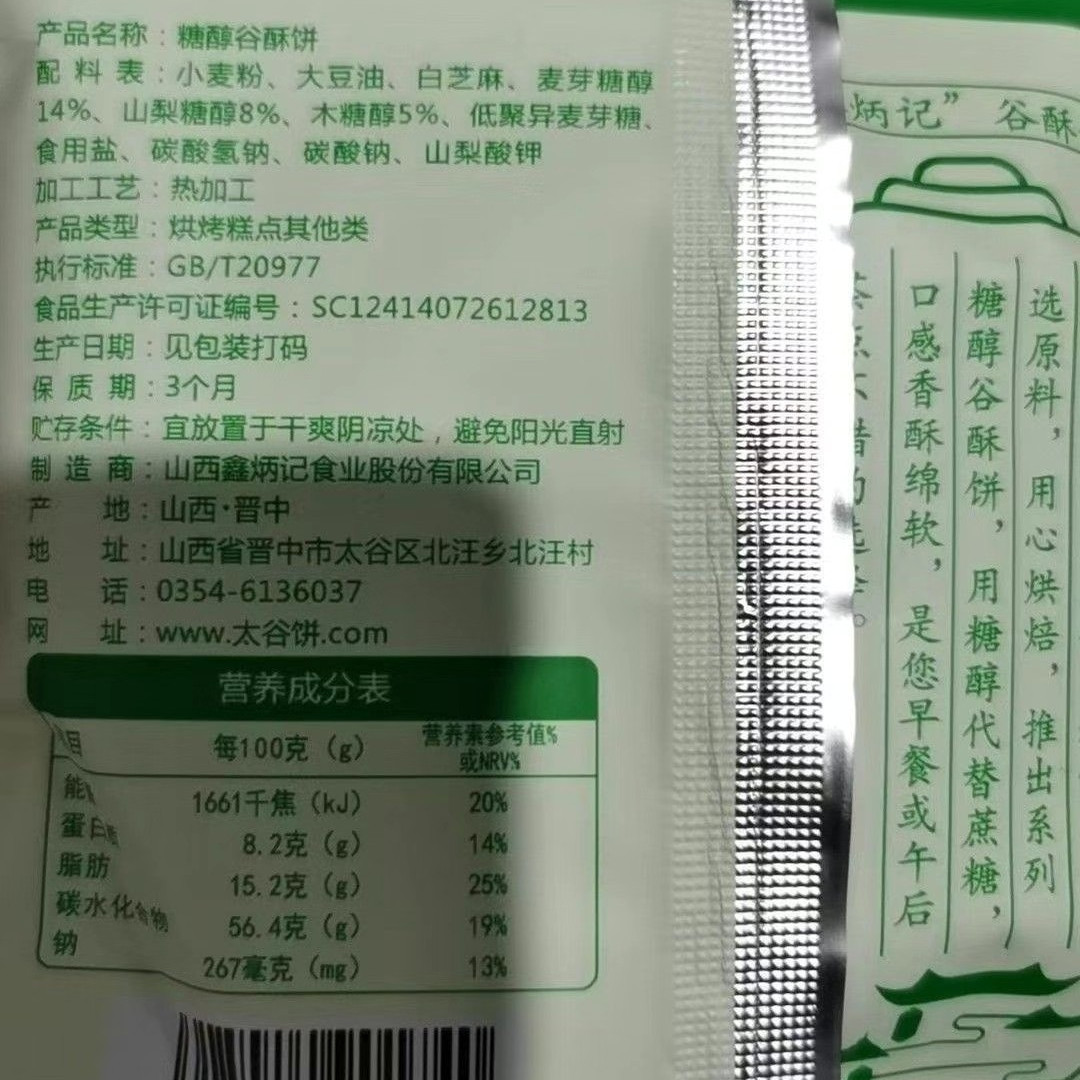 产品名称：糖醇谷酥饼
配料表：小麦粉、大豆油、白芝麻、麦芽糖醇
14%、山梨糖醇8%、木糖醇5%、低聚异麦芽糖、
食用盐、碳酸氢钠、碳酸钠、山梨酸钾
加工工艺：热加工
产品类型：烘烤糕点其他类
执行标准：GB/T20977
食品生产许可证编号：SC12414072612813
生产日期：见包装打码
保质期：3个月
贮存条件：宜放置于干爽阴凉处，避免阳光直射
制造商：山西鑫炳记食业股份有限公司
产地：山西·晋中
地址：山西省晋中市太谷区北汪乡北汪村
电话：0354-6136037
网址：www.太谷饼.com
营养成分表
目 每100克（g） 营养素参考值%
或NRV%
能 1661千焦（kJ） 20%
蛋白质 8.2克（g） 14%
脂肪 15.2克（g） 25%
碳水化合物 56.4克（g） 19%
钠 267毫克（mg） 13%
炳记” 谷酥
选原料，用心烘焙，推出系列
糖醇谷酥饼，用糖醇代替蔗糖，
口感香酥绵软，是您早餐或午后